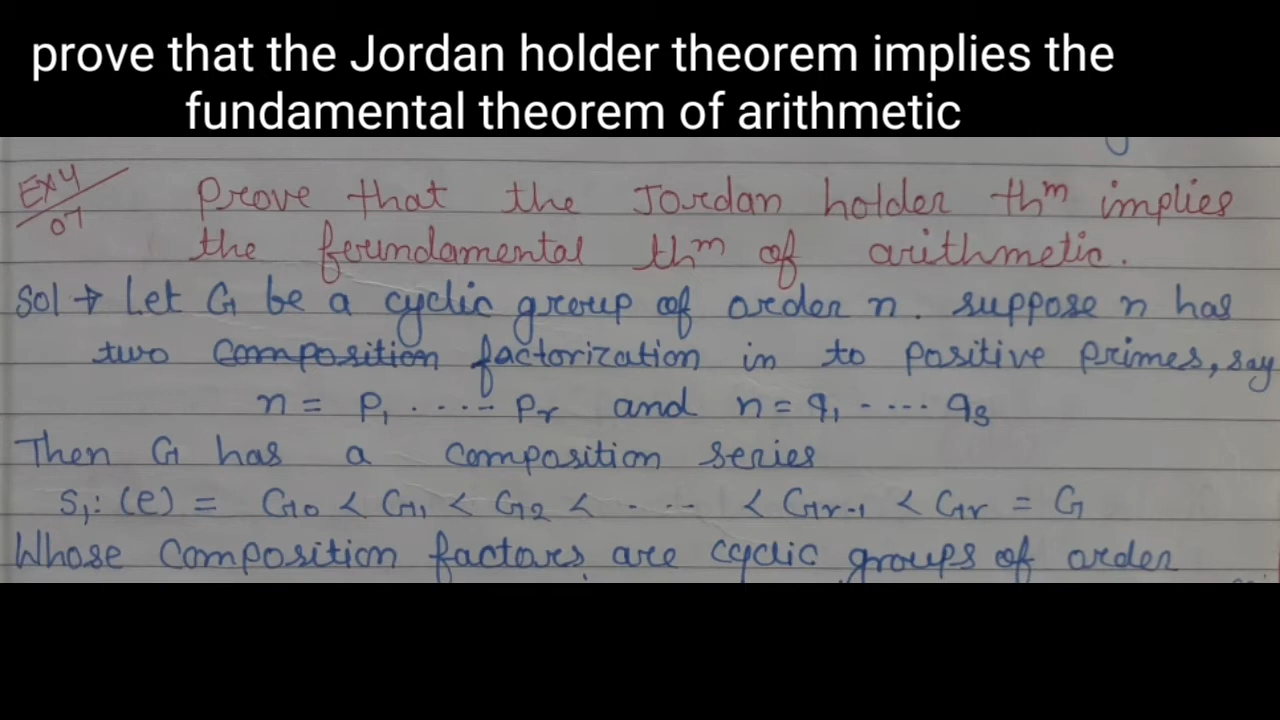 prove that the Jordan holder theorem implies the
fundamental theorem of arithmetic
Ex4/07 Prove that the Jordan holder thm implies
the feundamental thm of arithmetic.
Sol → Let G be a cyclic greoup of oreder n. suppose n has
two composition factorization in to positive primes, say
n = p₁ ..... pr and n = q₁ ..... qs
Then G has a composition series
S₁: (e) = G₀ < G₁ < G₂ < ..... < Gr-1 < Gr = G
Whose composition factors, are cyclic groups of order